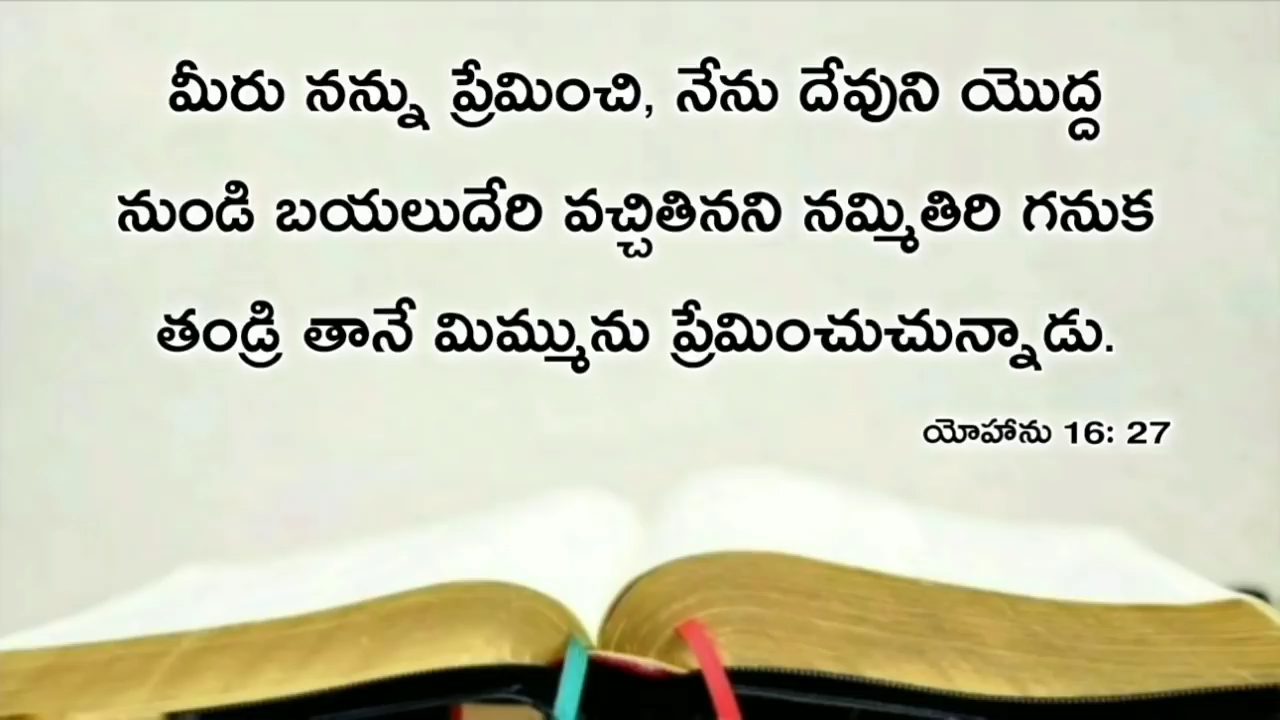 మీరు నన్ను ప్రేమించి, నేను దేవుని యొద్ద
నుండి బయలుదేరి వచ్చితినని నమ్మితిరి గనుక
తండ్రి తానే మిమ్మును ప్రేమించుచున్నాడు.
యోహాను 16: 27